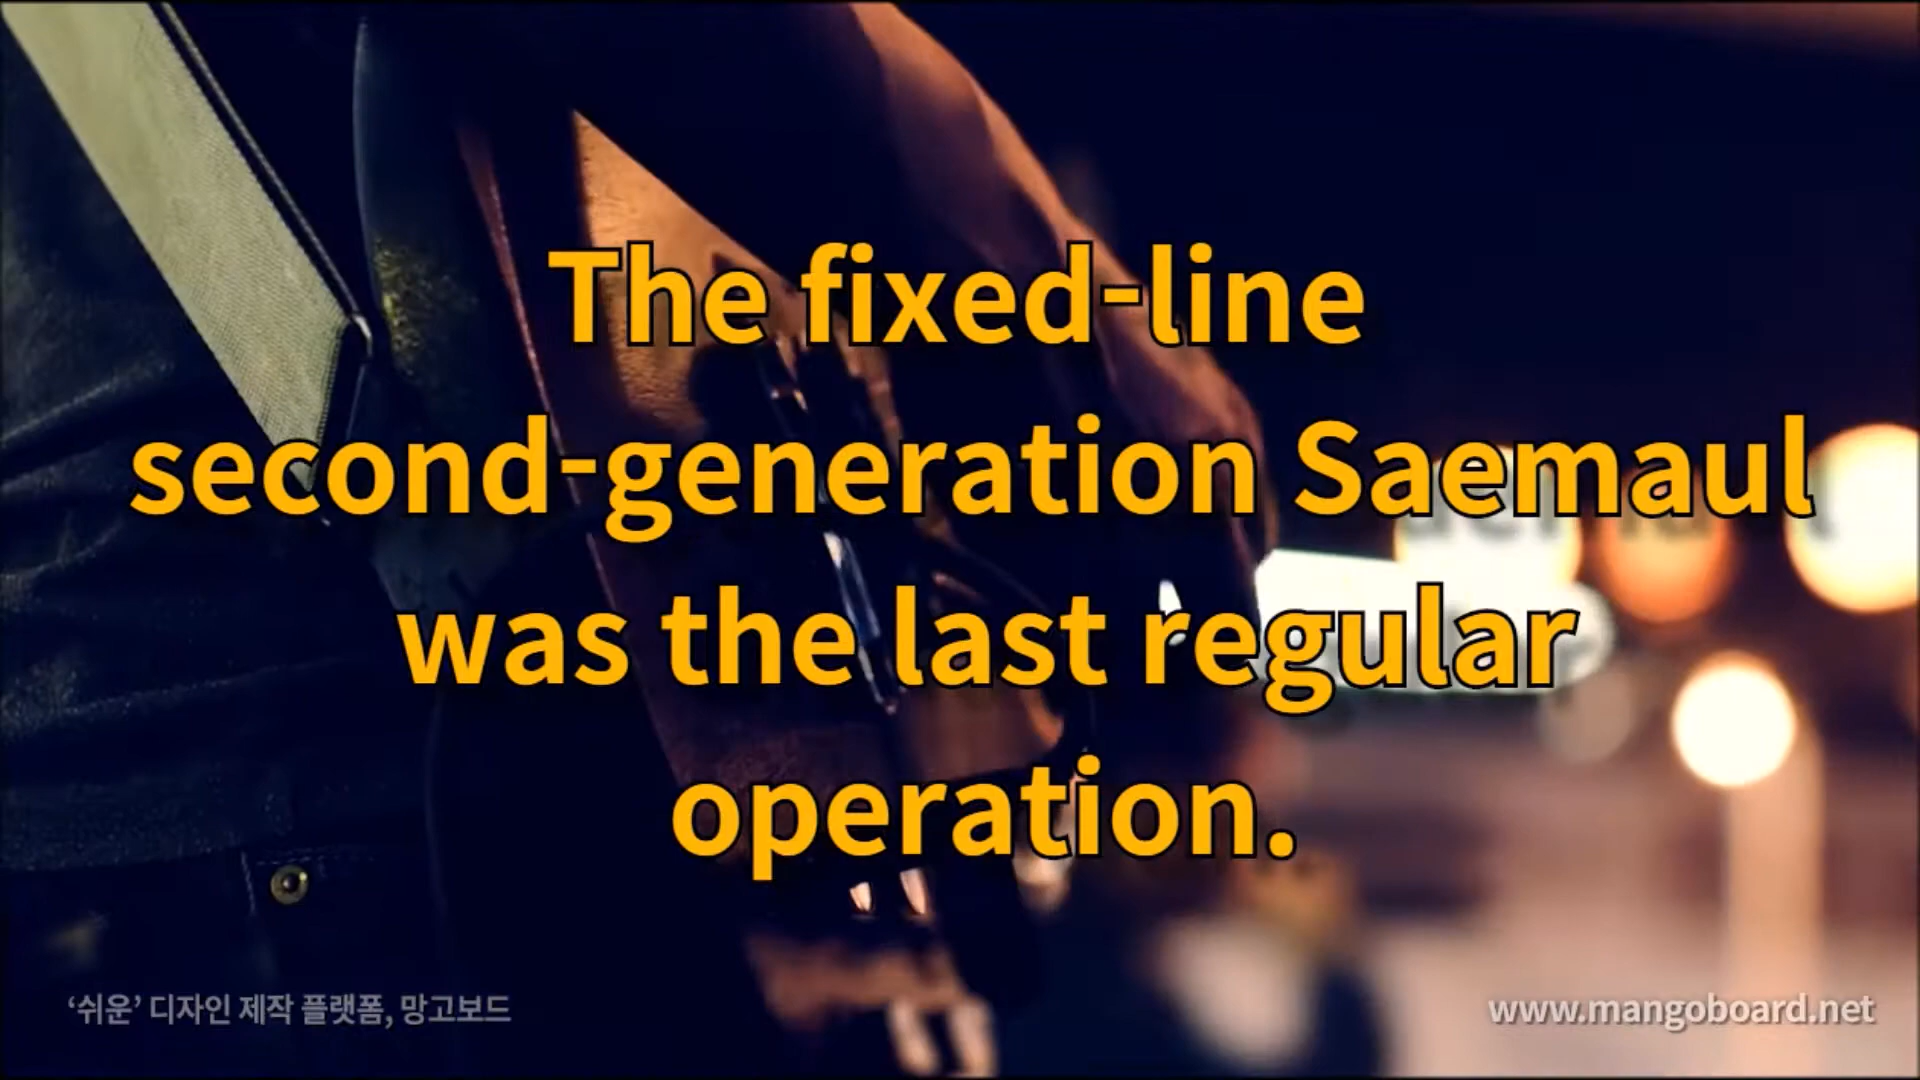 The fixed-line
second-generation Saemaul
was the last regular
operation.
‘쉬운’ 디자인 제작 플랫폼, 망고보드
www.mangoboard.net